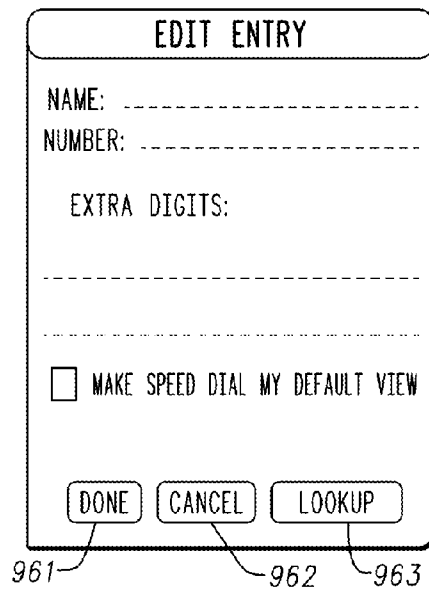 EDIT ENTRY
NAME:
NUMBER:
EXTRA DIGITS:
MAKE SPEED DIAL MY DEFAULT VIEW
DONE CANCEL LOOKUP
961 962 963